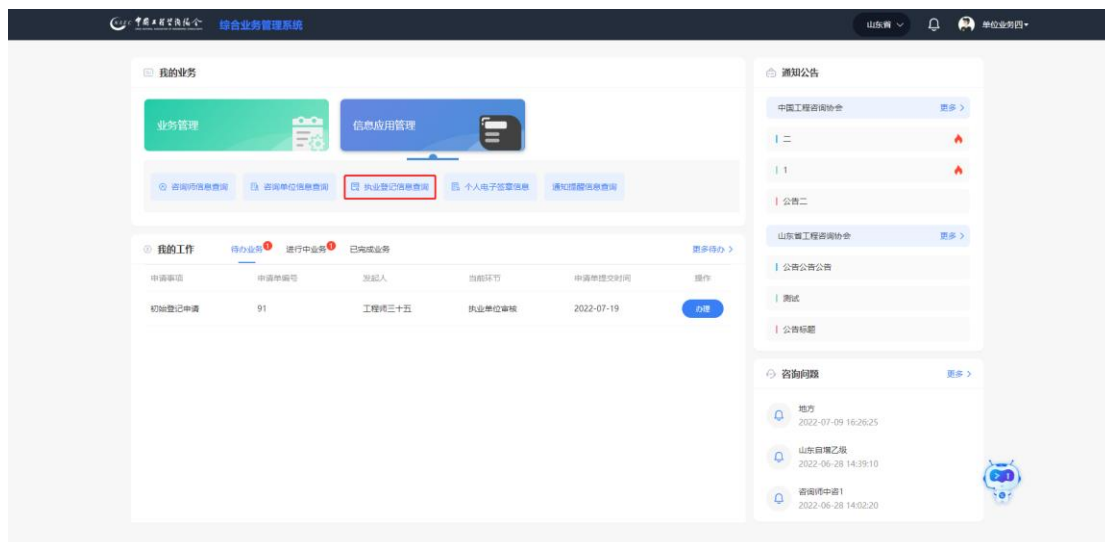 中国工程咨询协会 综合业务管理系统 山东省 单位业务四
我的业务
业务管理 信息应用管理
咨询师信息查询 咨询单位信息查询 执业登记信息查询 个人电子签章信息 通知提醒信息查询
我的工作 待办业务 1 进行中业务 1 已完成业务 更多待办 >
申请事项 申请单编号 发起人 当前环节 申请单提交时间 操作
初始登记申请 91 工程师三十五 执业单位审核 2022-07-19 办理
通知公告
中国工程咨询协会 更多 >
二
1
公告二
山东省工程咨询协会 更多 >
公告公告公告
测试
公告标题
咨询问题 更多 >
地方
2022-07-09 16:26:25
山东自增乙级
2022-06-28 14:39:10
咨询师中咨1
2022-06-28 14:02:20